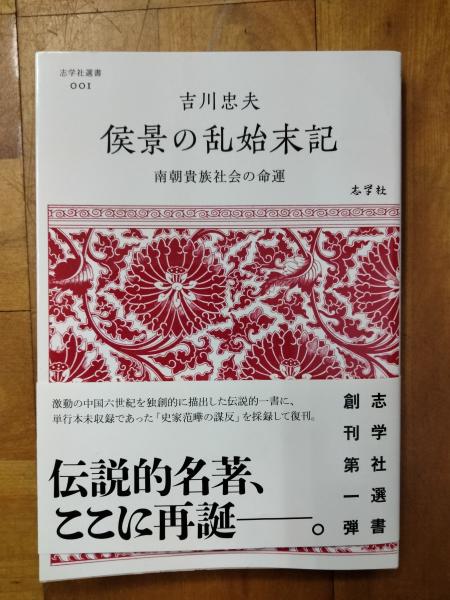 志学社選書
001
吉川忠夫
侯景の乱始末記
南朝貴族社会の命運
志学社
激動の中国六世紀を独創的に描出した伝説的一書に、
単行本未収録であった「史家范曄の謀反」を採録して復刊。
伝説的名著、
ここに再誕──。
志学社選書
創刊第一弾